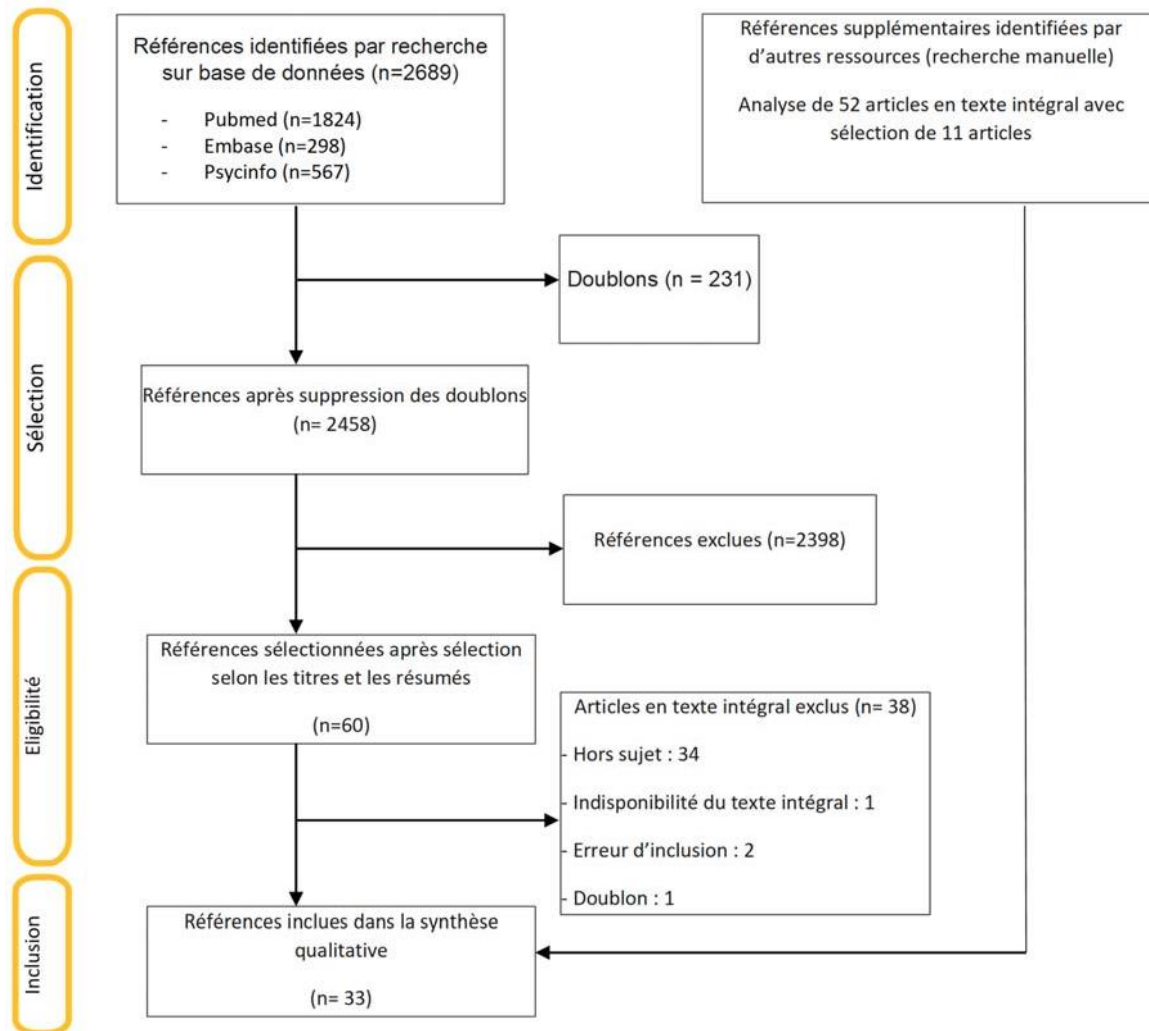 Identification
Références identifiées par recherche
sur base de données (n=2689)
- Pubmed (n=1824)
- Embase (n=298)
- Psycinfo (n=567)
Références supplémentaires identifiées par
d'autres ressources (recherche manuelle)
Analyse de 52 articles en texte intégral avec
sélection de 11 articles
Sélection
Doublons (n = 231)
Références après suppression des doublons
(n= 2458)
Références exclues (n=2398)
Eligibilité
Références sélectionnées après sélection
selon les titres et les résumés
(n=60)
Articles en texte intégral exclus (n= 38)
- Hors sujet : 34
- Indisponibilité du texte intégral : 1
- Erreur d'inclusion : 2
- Doublon : 1
Inclusion
Références inclues dans la synthèse
qualitative
(n= 33)